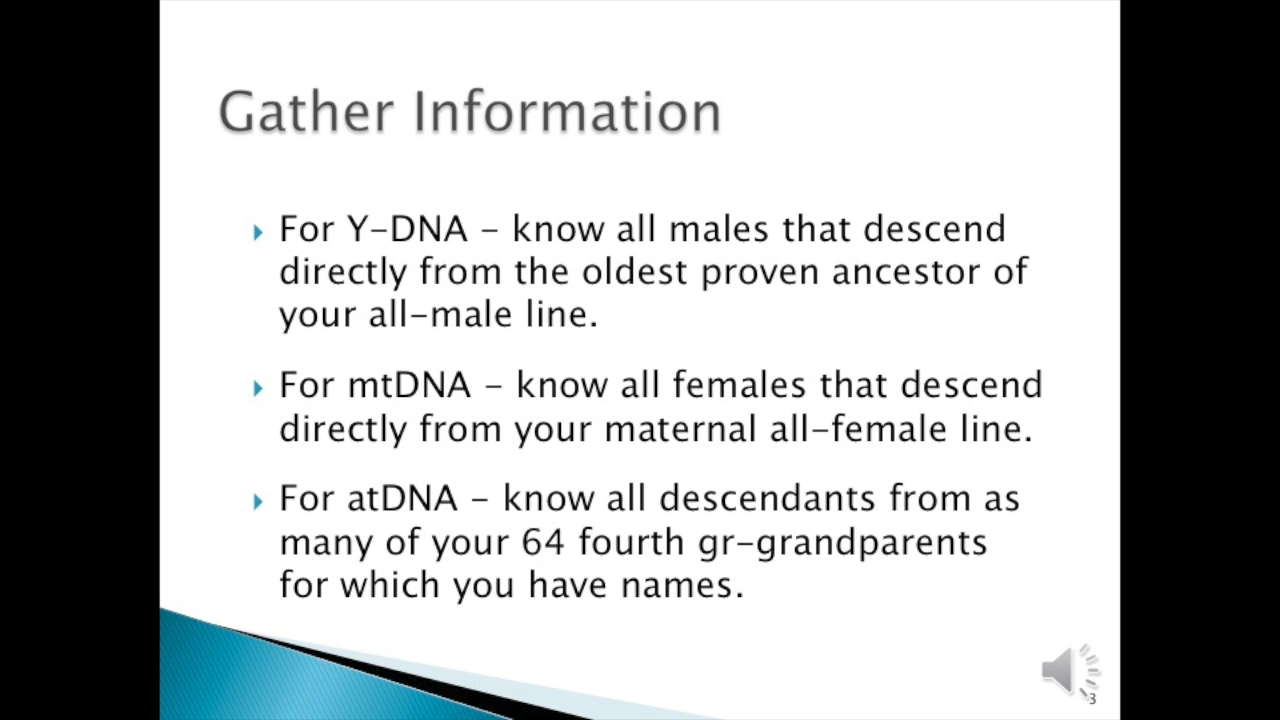 Gather Information
For Y-DNA - know all males that descend
directly from the oldest proven ancestor of
your all-male line.
For mtDNA - know all females that descend
directly from your maternal all-female line.
For atDNA - know all descendants from as
many of your 64 fourth gr-grandparents
for which you have names.
3